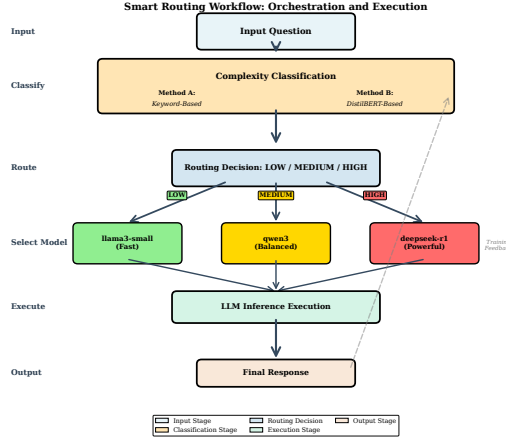 Smart Routing Workflow: Orchestration and Execution
Input
Input Question
Classify
Complexity Classification
Method A:
Method B:
Keyword-Based
DistilBERT-Based
Route
Routing Decision: LOW / MEDIUM / HIGH
LOW
MEDIUM
HIGH
Select Model
llama3-small
(Fast)
qwen3
(Balanced)
deepseek-r1
(Powerful)
Execute
LLM Inference Execution
Output
Final Response
Input Stage
Routing Decision
Output Stage
Classification Stage
Execution Stage